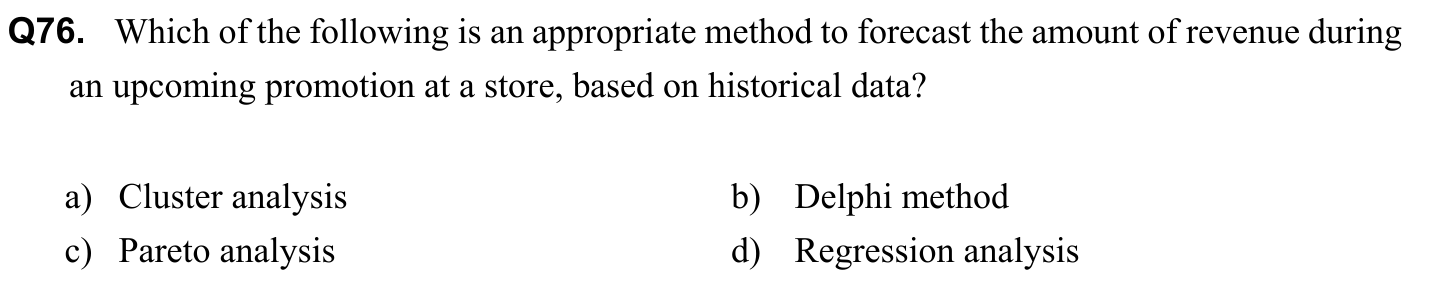 Q76. Which of the following is an appropriate method to forecast the amount of revenue during
an upcoming promotion at a store, based on historical data?
a) Cluster analysis b) Delphi method
c) Pareto analysis d) Regression analysis